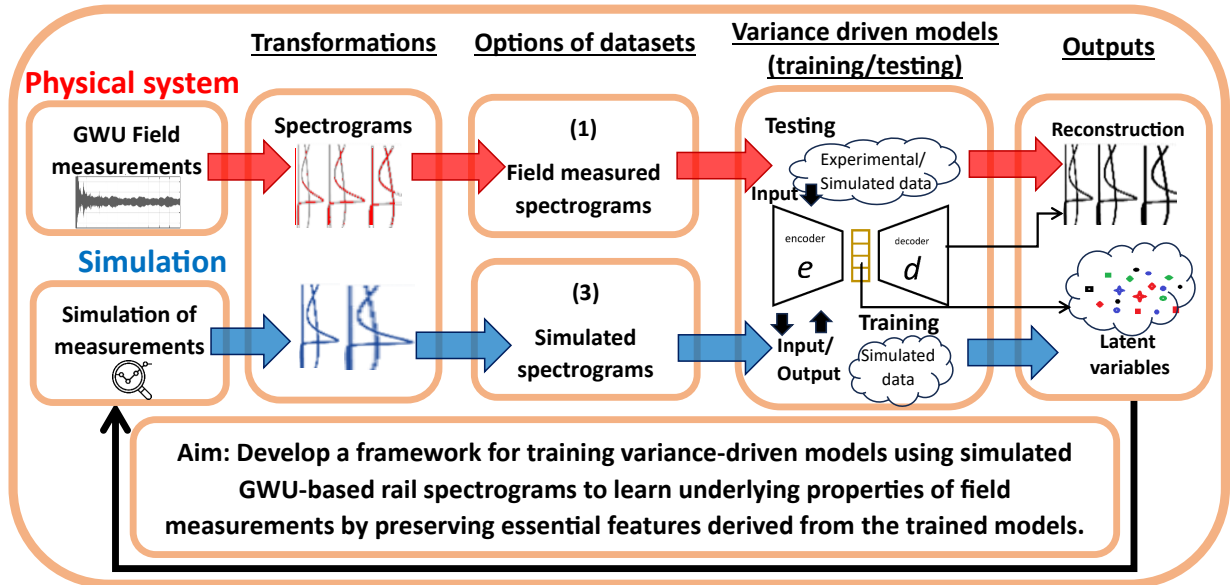 Transformations
Options of datasets
Variance driven models
(training/testing)
Outputs
Physical system
GWU Field
measurements
Spectrograms
(1)
Field measured
spectrograms
Testing
Experimental/
Simulated data
Input
encoder
e
decoder
d
Reconstruction
Simulation
Simulation of
measurements
(3)
Simulated
spectrograms
Input/
Output
Training
Simulated
data
Latent
variables
Aim: Develop a framework for training variance-driven models using simulated
GWU-based rail spectrograms to learn underlying properties of field
measurements by preserving essential features derived from the trained models.